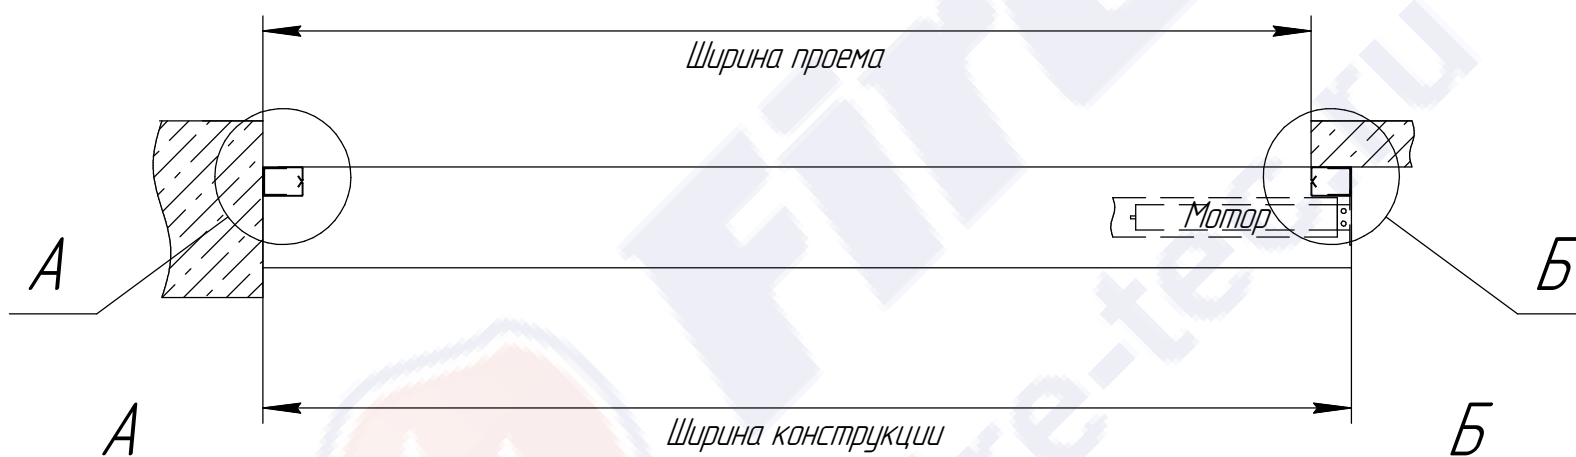 Ширина проема
Мотор
А
Б
Ширина конструкции
А
Б